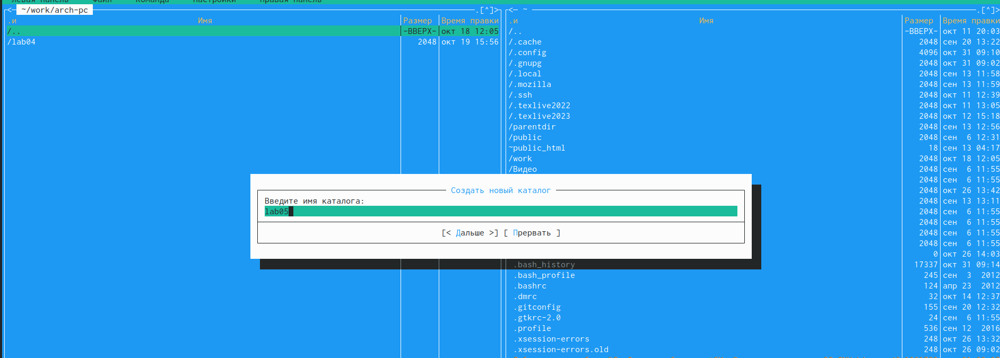 левая панель файл команда настройки правая панель
<— ~/work/arch-pc .[^]>
.и Имя Размер Время правки
/.. -ВВЕРХ- окт 18 12:05
/lab04 2048 окт 19 15:56
<— ~ .[^]>
.и Имя Размер Время правки
/.. -ВВЕРХ- окт 11 20:03
/.cache 2048 сен 20 13:22
/.config 4096 окт 31 09:10
/.gnupg 2048 окт 31 09:02
/.local 2048 сен 13 11:58
/.mozilla 2048 сен 13 11:59
/.ssh 2048 окт 11 12:39
/.texlive2022 2048 окт 11 13:05
/.texlive2023 2048 окт 12 15:18
/parentdir 2048 сен 13 12:56
/public 2048 сен 6 12:31
~public_html 18 сен 13 04:17
/work 2048 окт 18 12:05
/Видео 2048 сен 6 11:55
2048 сен 6 11:55
2048 окт 26 13:42
2048 сен 13 13:11
2048 сен 6 11:55
2048 сен 6 11:55
2048 сен 6 11:55
2048 сен 6 11:55
0 окт 26 14:03
.bash_history 17337 окт 31 09:14
.bash_profile 245 сен 3 2012
.bashrc 124 апр 23 2012
.dmrc 32 окт 14 12:37
.gitconfig 155 сен 20 12:32
.gtkrc-2.0 24 сен 6 11:55
.profile 536 сен 12 2016
.xsession-errors 248 окт 26 13:32
.xsession-errors.old 248 окт 26 09:02
Создать новый каталог
Введите имя каталога:
lab05
[< Дальше >] [ Прервать ]